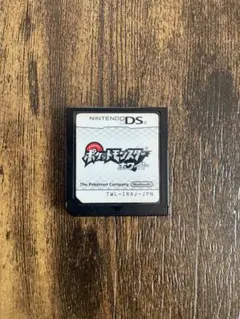 NINTENDO DS
ポケットモンスター
The Pokémon Company
Nintendo
TWL-IRAJ-JPN